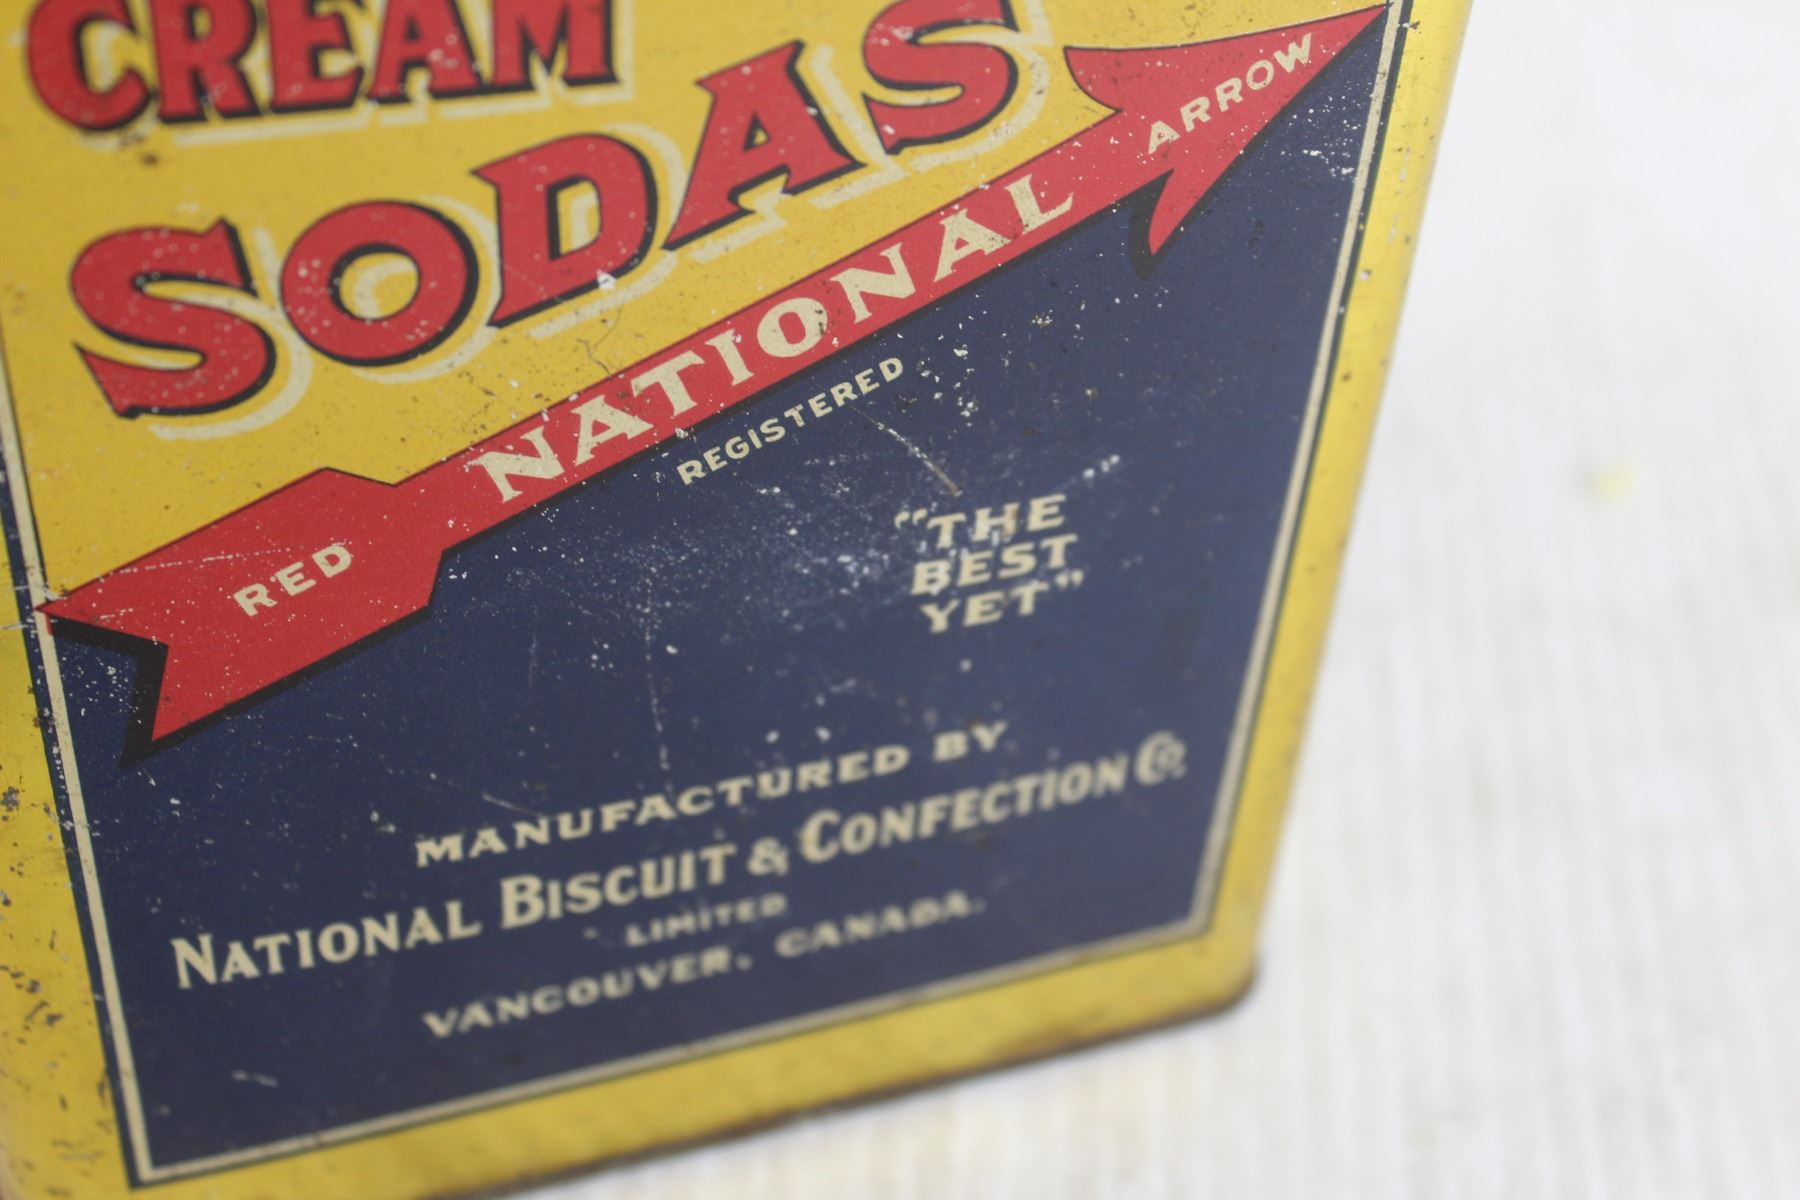 CREAM
SODAS
RED NATIONAL ARROW
REGISTERED
"THE
BEST
YET"
MANUFACTURED BY
NATIONAL BISCUIT & CONFECTION CO.
LIMITED
VANCOUVER, CANADA.